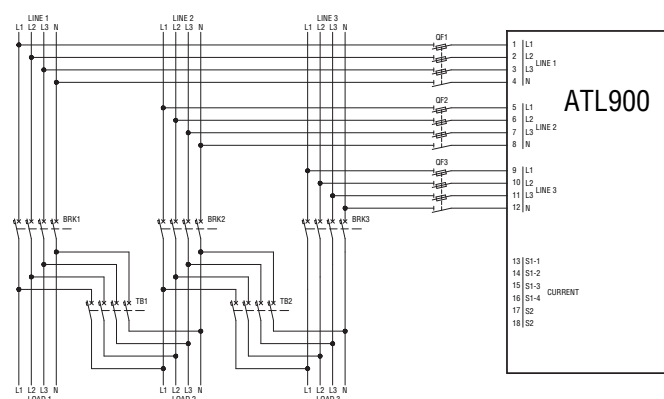 LINE 1
L1 L2 L3 N
LINE 2
L1 L2 L3 N
LINE 3
L1 L2 L3 N
QF1
1 L1
2 L2
3 L3
4 N
LINE 1
ATL900
QF2
5 L1
6 L2
7 L3
8 N
LINE 2
QF3
9 L1
10 L2
11 L3
12 N
LINE 3
BRK1
BRK2
BRK3
13 S1-1
14 S1-2
15 S1-3
16 S1-4
17 S2
18 S2
CURRENT
TB1
TB2
L1 L2 L3 N
LOAD 1
L1 L2 L3 N
LOAD 2
L1 L2 L3 N
LOAD 3